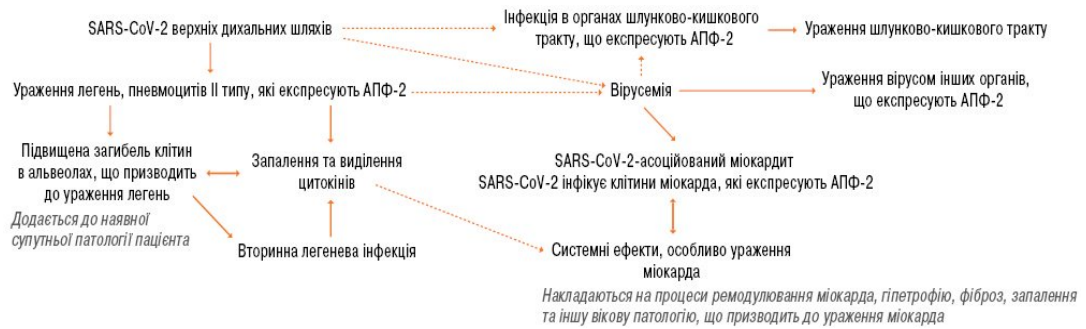 SARS-CoV-2 верхніх дихальних шляхів
Інфекція в органах шлунково-кишкового
тракту, що експресують АПФ-2
Ураження шлунково-кишкового тракту
Ураження легень, пневмоцитів II типу, які експресують АПФ-2
Вірусемія
Ураження вірусом інших органів,
що експресують АПФ-2
Підвищена загибель клітин
в альвеолах, що призводить
до ураження легень
Додається до наявної
супутньої патології пацієнта
Запалення та виділення
цитокінів
SARS-CoV-2-асоційований міокардит
SARS-CoV-2 інфікує клітини міокарда, які експресують АПФ-2
Вторинна легенева інфекція
Системні ефекти, особливо ураження
міокарда
Накладаються на процеси ремодулювання міокарда, гіпетрофію, фіброз, запалення
та іншу вікову патологію, що призводить до ураження міокарда